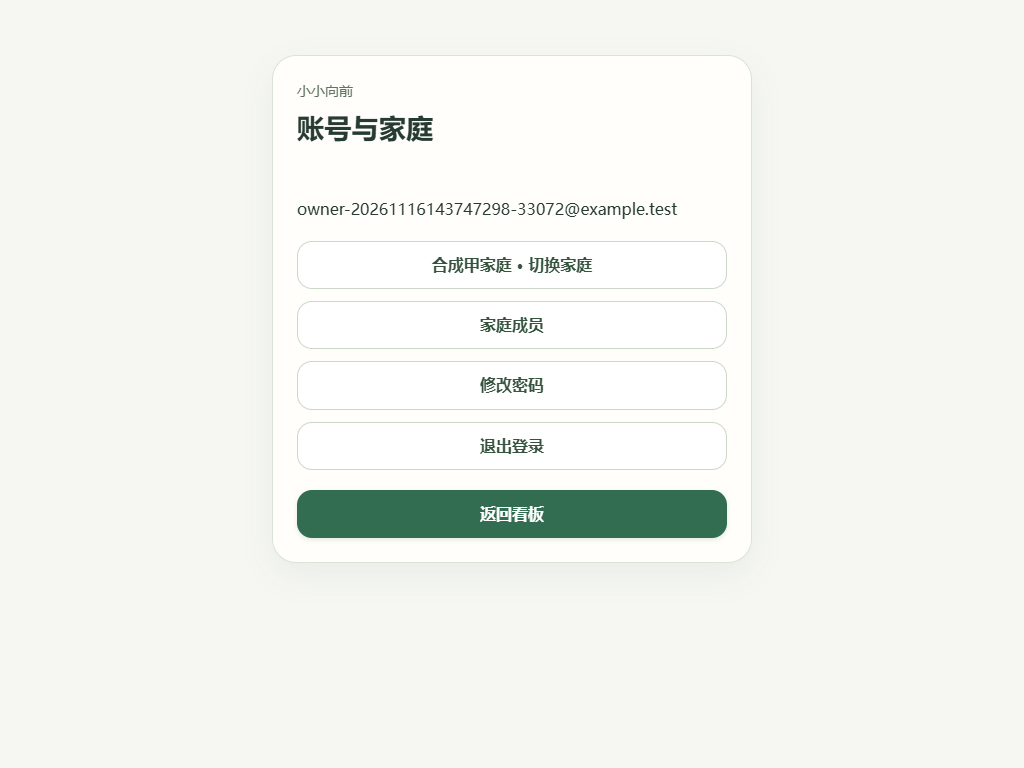 小小向前
账号与家庭
owner-20261116143747298-33072@example.test
合成甲家庭 • 切换家庭
家庭成员
修改密码
退出登录
返回看板